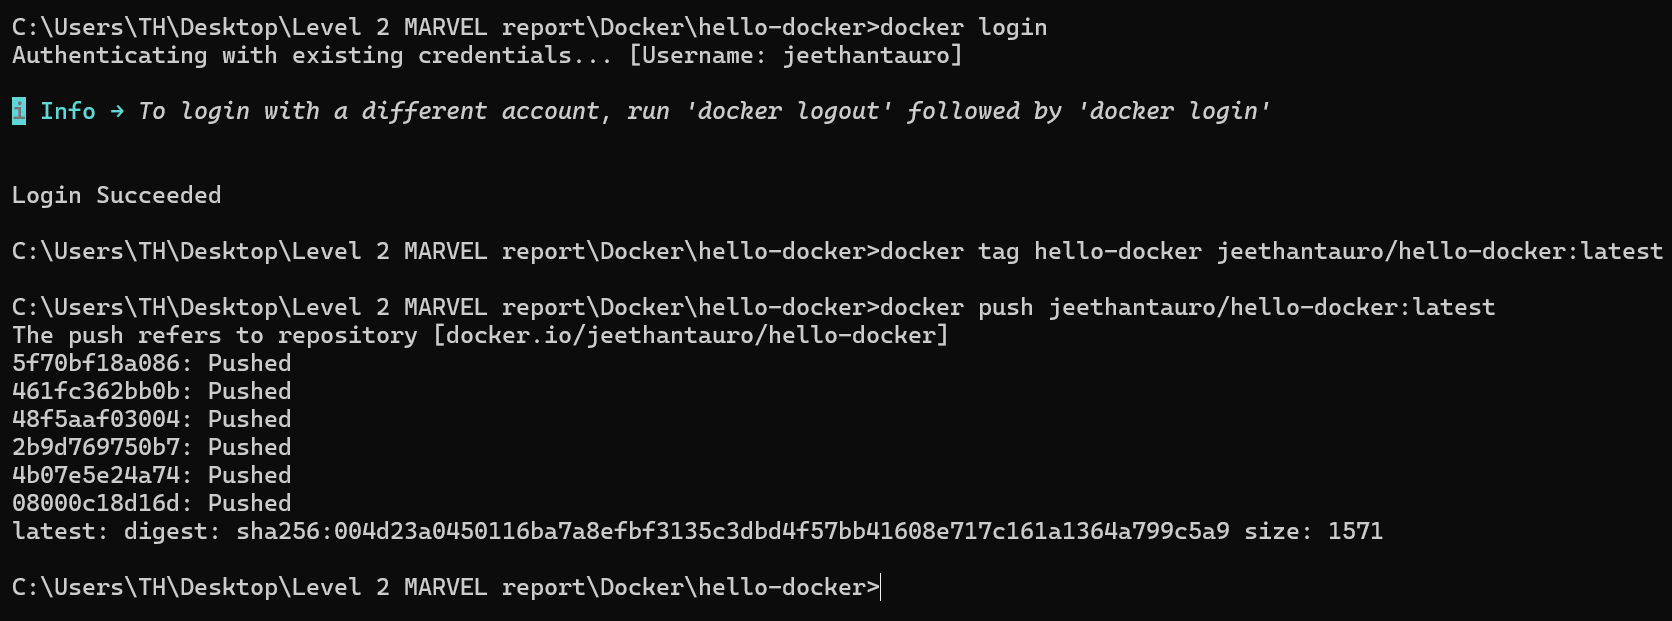 C:\Users\TH\Desktop\Level 2 MARVEL report\Docker\hello-docker>docker login
Authenticating with existing credentials... [Username: jeethantauro]
i Info → To login with a different account, run 'docker logout' followed by 'docker login'
Login Succeeded
C:\Users\TH\Desktop\Level 2 MARVEL report\Docker\hello-docker>docker tag hello-docker jeethantauro/hello-docker:latest
C:\Users\TH\Desktop\Level 2 MARVEL report\Docker\hello-docker>docker push jeethantauro/hello-docker:latest
The push refers to repository [docker.io/jeethantauro/hello-docker]
5f70bf18a086: Pushed
461fc362bb0b: Pushed
48f5aaf03004: Pushed
2b9d769750b7: Pushed
4b07e5e24a74: Pushed
08000c18d16d: Pushed
latest: digest: sha256:004d23a0450116ba7a8efbf3135c3dbd4f57bb41608e717c161a1364a799c5a9 size: 1571
C:\Users\TH\Desktop\Level 2 MARVEL report\Docker\hello-docker>